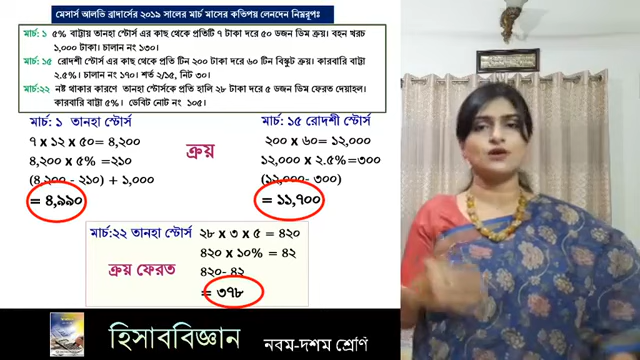 মেসার্স আলভি ব্রাদার্সের ২০১৯ সালের মার্চ মাসের কতিপয় লেনদেন নিম্নরূপঃ
মার্চ: ১ ৫% বাট্টায় তানহা স্টোর্স এর কাছ থেকে প্রতিটি ৭ টাকা দরে ৫০ ডজন ডিম ক্রয়। বহন খরচ
১,০০০ টাকা। চালান নং ১৩০।
মার্চ: ১৫ রোদশী স্টোর্স এর কাছ থেকে প্রতি টিন ২০০ টাকা দরে ৬০ টিন বিস্কুট ক্রয়। কারবারি বাট্টা
২.৫%। চালান নং ১৭০। শর্ত ২/১৫, নিট ৩০।
মার্চ:২২ নষ্ট থাকার কারণে তানহা স্টোর্সকে প্রতি হালি ২৮ টাকা দরে ৫ ডজন ডিম ফেরত দেয়াহল।
কারবারি বাট্টা ৫%। ডেবিট নোট নং ১০৫।
মার্চ: ১ তানহা স্টোর্স
৭ x ১২ x ৫০= ৪,২০০
৪,২০০ x ৫% =২১০
(৪,২০০ - ২১০) + ১,০০০
= ৪,৯৯০
ক্রয়
মার্চ: ১৫ রোদশী স্টোর্স
২০০ x ৬০= ১২,০০০
১২,০০০ x ২.৫%=৩০০
(১২,০০০- ৩০০)
= ১১,৭০০
মার্চ:২২ তানহা স্টোর্স
ক্রয় ফেরত
২৮ x ৩ x ৫ = ৪২০
৪২০ x ১০% = ৪২
৪২০- ৪২
= ৩৭৮
হিসাববিজ্ঞান
নবম-দশম শ্রেণি